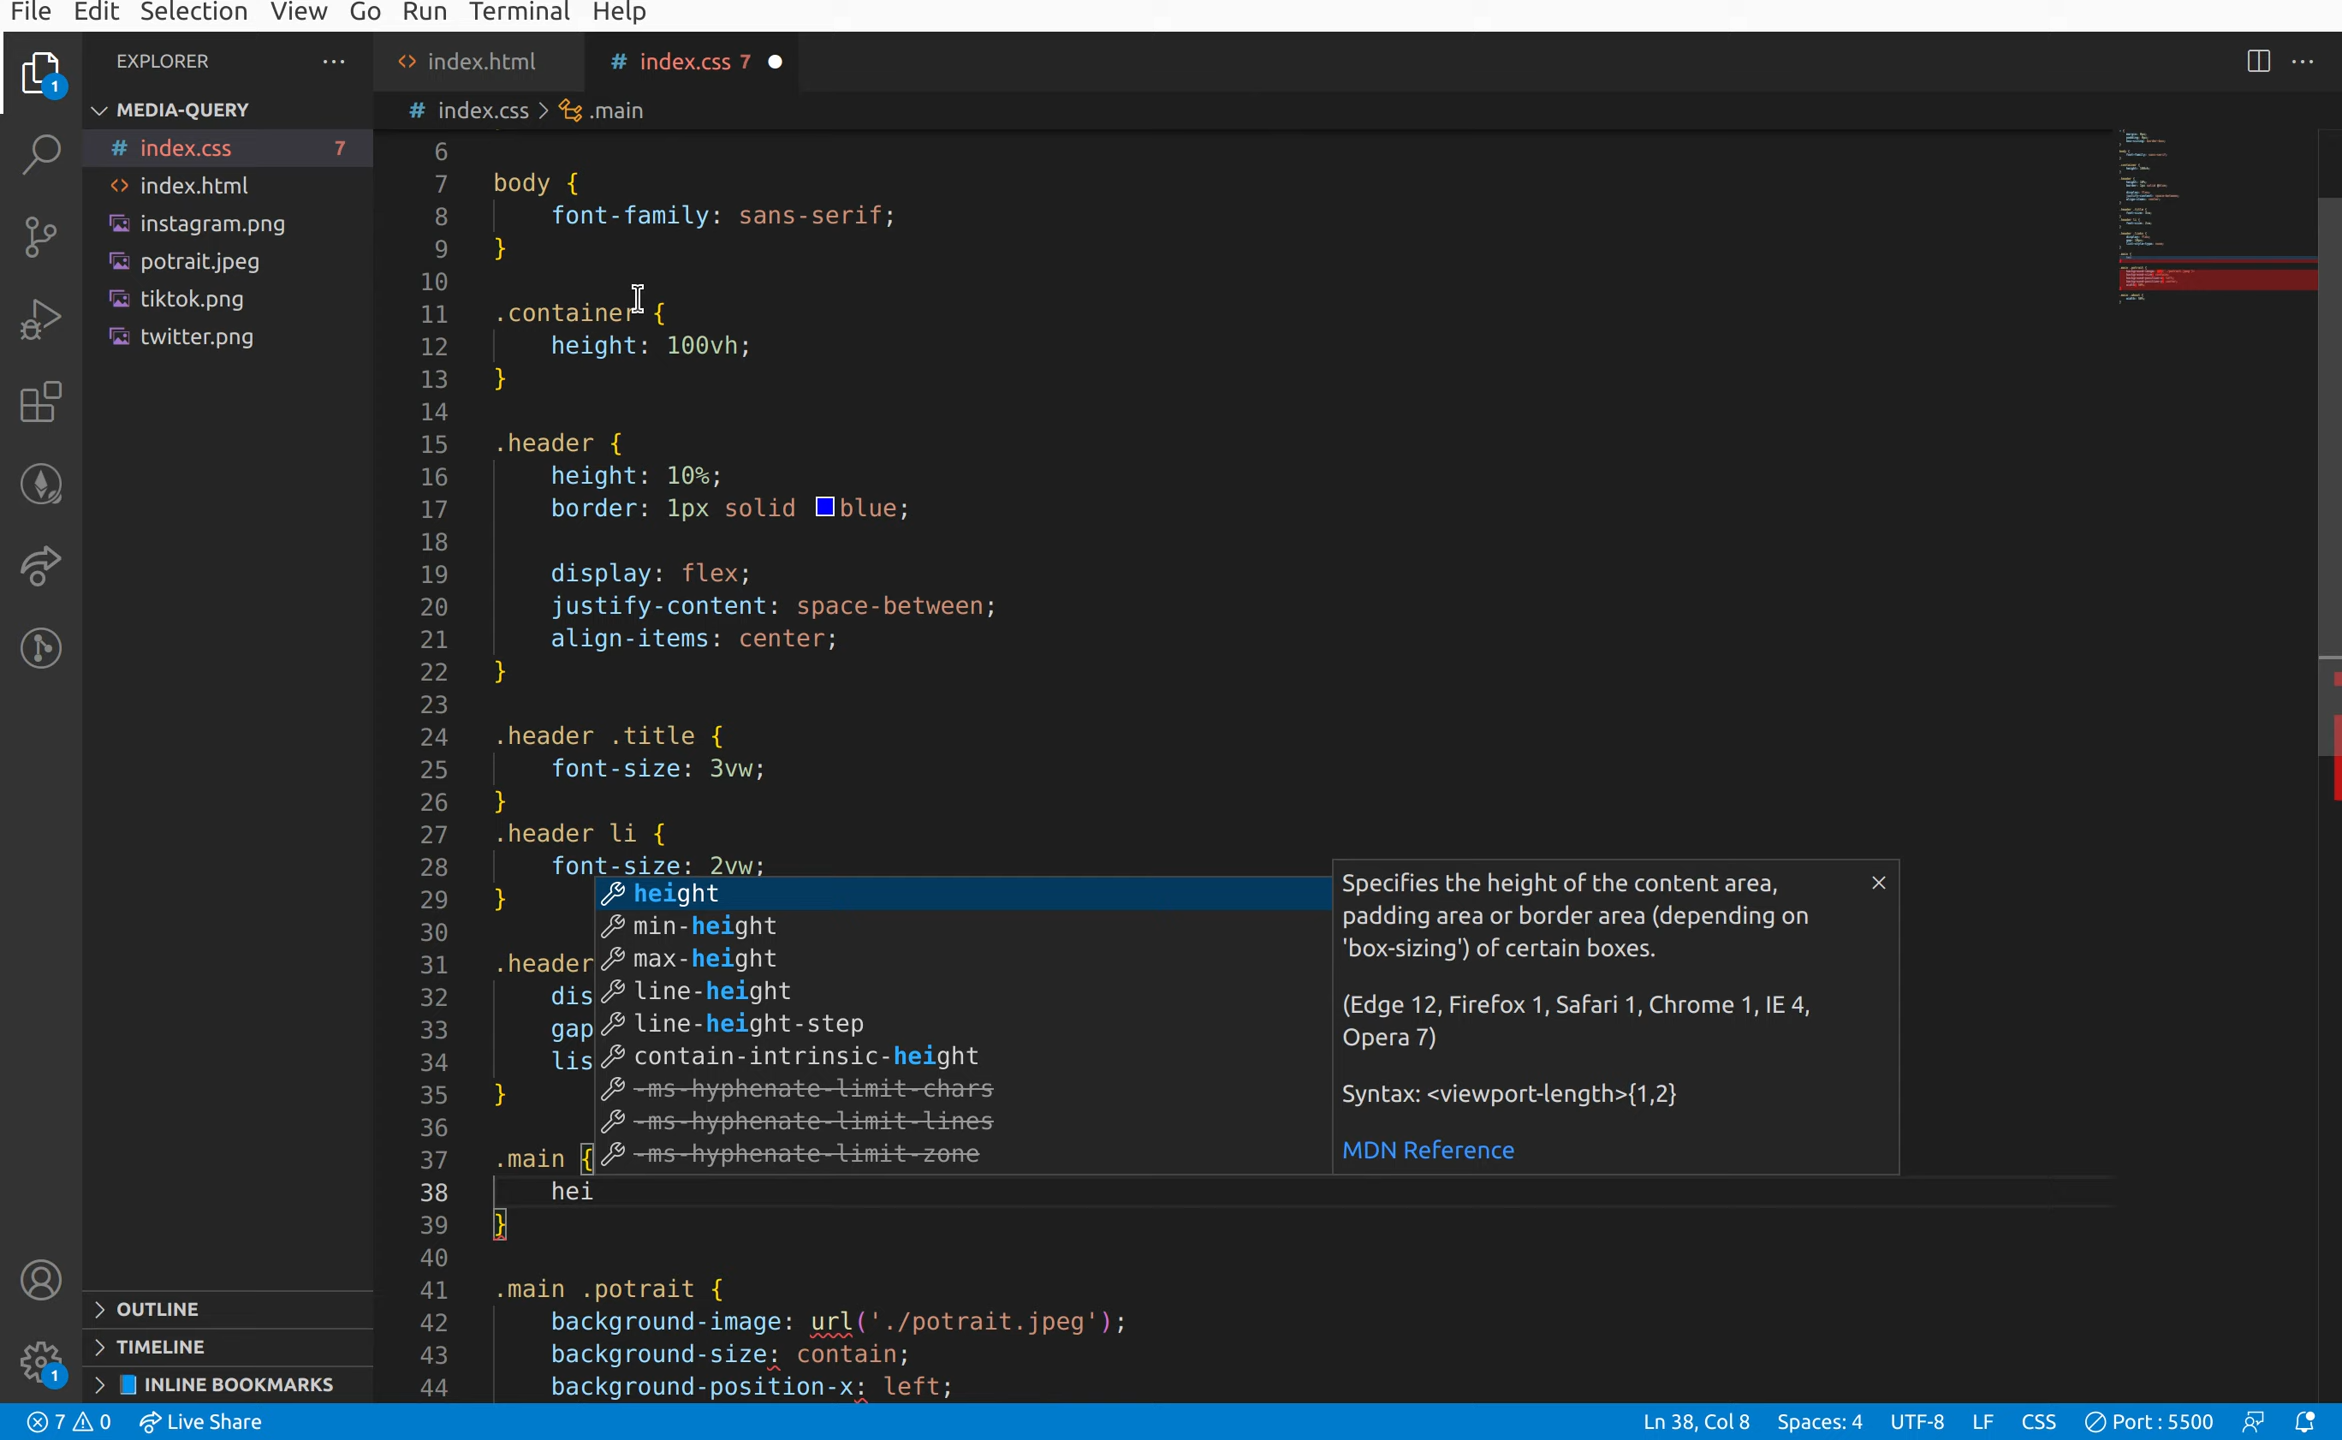 File Edit Selection View Go Run Terminal Help
EXPLORER ···
<> index.html
# index.css 7 ●
···
# index.css > .main
MEDIA-QUERY
# index.css 7
<> index.html
instagram.png
potrait.jpeg
tiktok.png
twitter.png
6
7 body {
8 font-family: sans-serif;
9 }
10
11 .container {
12 height: 100vh;
13 }
14
15 .header {
16 height: 10%;
17 border: 1px solid blue;
18
19 display: flex;
20 justify-content: space-between;
21 align-items: center;
22 }
23
24 .header .title {
25 font-size: 3vw;
26 }
27 .header li {
28 font-size: 2vw;
29 }
30
31 .header
32 dis
33 gap
34 lis
35 }
36
37 .main {
38 hei
39 }
40
41 .main .potrait {
42 background-image: url('./potrait.jpeg');
43 background-size: contain;
44 background-position-x: left;
height
min-height
max-height
line-height
line-height-step
contain-intrinsic-height
-ms-hyphenate-limit-chars
-ms-hyphenate-limit-lines
-ms-hyphenate-limit-zone
Specifies the height of the content area,
padding area or border area (depending on
'box-sizing') of certain boxes.
(Edge 12, Firefox 1, Safari 1, Chrome 1, IE 4,
Opera 7)
Syntax: <viewport-length>{1,2}
MDN Reference
1
OUTLINE
TIMELINE
INLINE BOOKMARKS
1
7 0 Live Share
Ln 38, Col 8 Spaces: 4 UTF-8 LF CSS Port : 5500